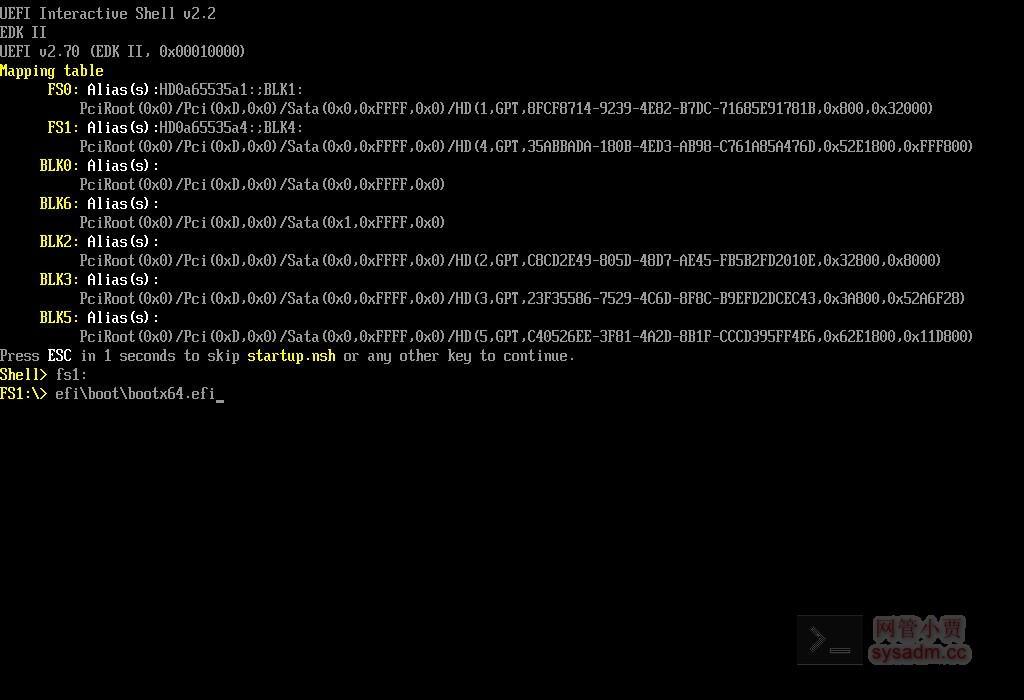 UEFI Interactive Shell v2.2
EDK II
UEFI v2.70 (EDK II, 0x00010000)
Mapping table
FS0: Alias(s):HD0a65535a1:;BLK1:
PciRoot(0x0)/Pci(0xD,0x0)/Sata(0x0,0xFFFF,0x0)/HD(1,GPT,8FCF8714-9239-4E82-B7DC-71685E91781B,0x800,0x32000)
FS1: Alias(s):HD0a65535a4:;BLK4:
PciRoot(0x0)/Pci(0xD,0x0)/Sata(0x0,0xFFFF,0x0)/HD(4,GPT,35ABBADA-180B-4ED3-AB98-C761A85A476D,0x52E1800,0xFFF800)
BLK0: Alias(s):
PciRoot(0x0)/Pci(0xD,0x0)/Sata(0x0,0xFFFF,0x0)
BLK6: Alias(s):
PciRoot(0x0)/Pci(0xD,0x0)/Sata(0x1,0xFFFF,0x0)
BLK2: Alias(s):
PciRoot(0x0)/Pci(0xD,0x0)/Sata(0x0,0xFFFF,0x0)/HD(2,GPT,C8CD2E49-805D-48D7-AE45-FB5B2FD2010E,0x32800,0x8000)
BLK3: Alias(s):
PciRoot(0x0)/Pci(0xD,0x0)/Sata(0x0,0xFFFF,0x0)/HD(3,GPT,23F35586-7529-4C6D-8F8C-B9EFD2DCEC43,0x3A800,0x52A6F28)
BLK5: Alias(s):
PciRoot(0x0)/Pci(0xD,0x0)/Sata(0x0,0xFFFF,0x0)/HD(5,GPT,C40526EE-3F81-4A2D-8B1F-CCCD395FF4E6,0x62E1800,0x11D800)
Press ESC in 1 seconds to skip startup.nsh or any other key to continue.
Shell> fs1:
FS1:\> efi\boot\bootx64.efi_
网管小贾
sysadm.cc